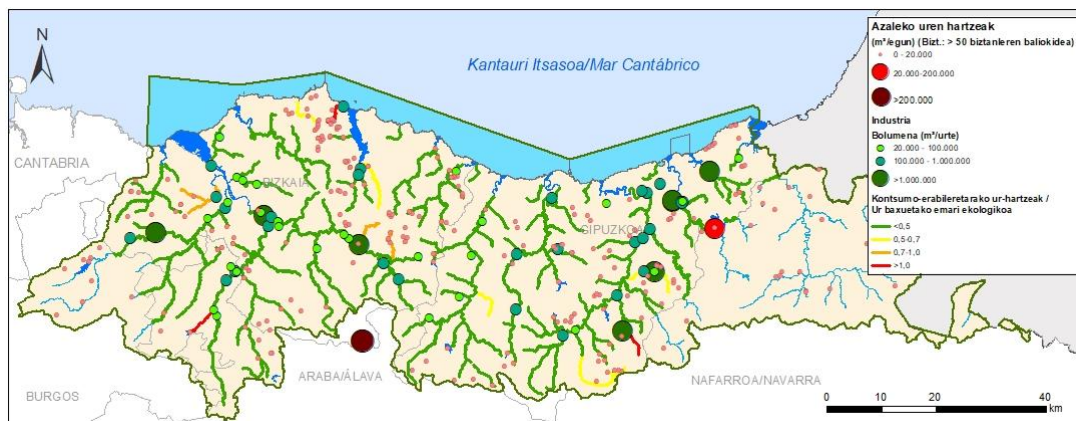 N
Kantauri Itsasoa/Mar Cantábrico
CANTABRIA
BIZKAIA
GIPUZKOA
ARABA/ÁLAVA
NAFARROA/NAVARRA
BURGOS
Azaleko uren hartzeak
(m³/egun) (Bizt.: > 50 biztanleren baliokidea)
0 - 20.000
20.000-200.000
>200.000
Industria
Bolumena (m³/urte)
20.000 - 100.000
100.000 - 1.000.000
>1.000.000
Kontsumo-erabileretarako ur-hartzeak /
Ur baxuetako emari ekologikoa
<0,5
0,5-0,7
0,7-1,0
>1,0
0 10 20 40
km